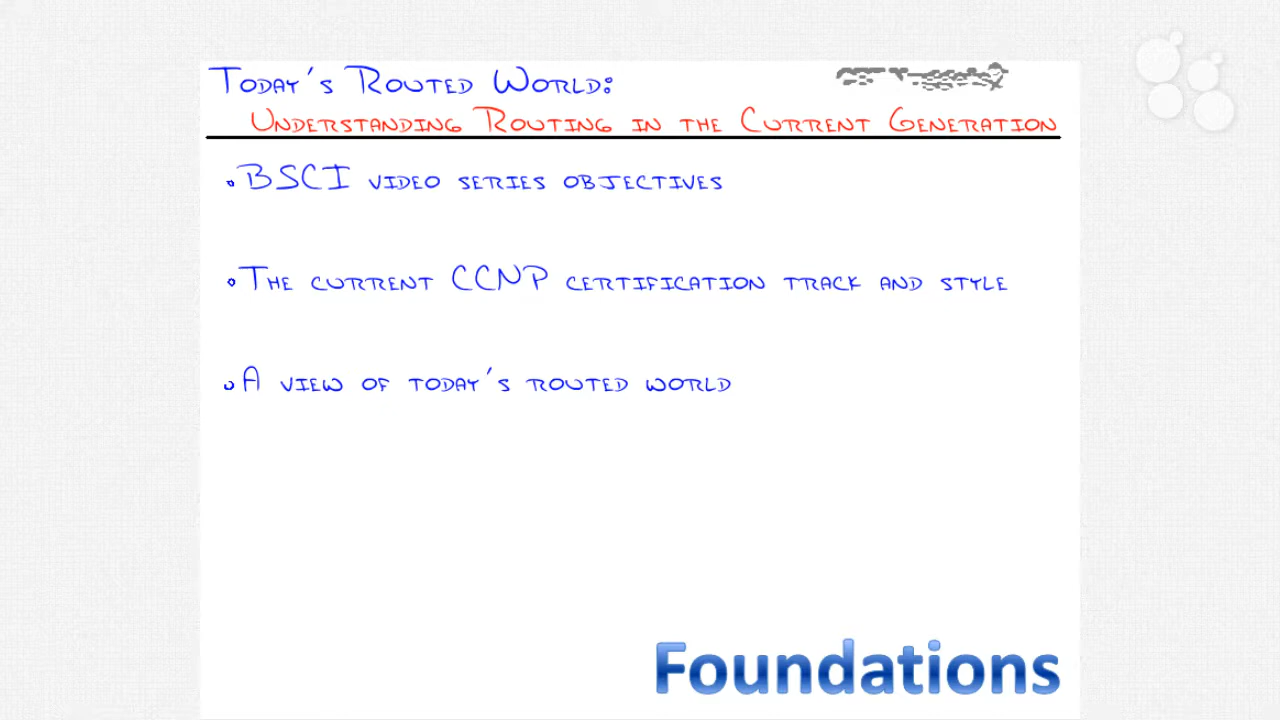 Today's Routed World:
Understanding Routing in the Current Generation
• BSCI video series objectives
• The current CCNP certification track and style
• A view of today's routed world
Foundations